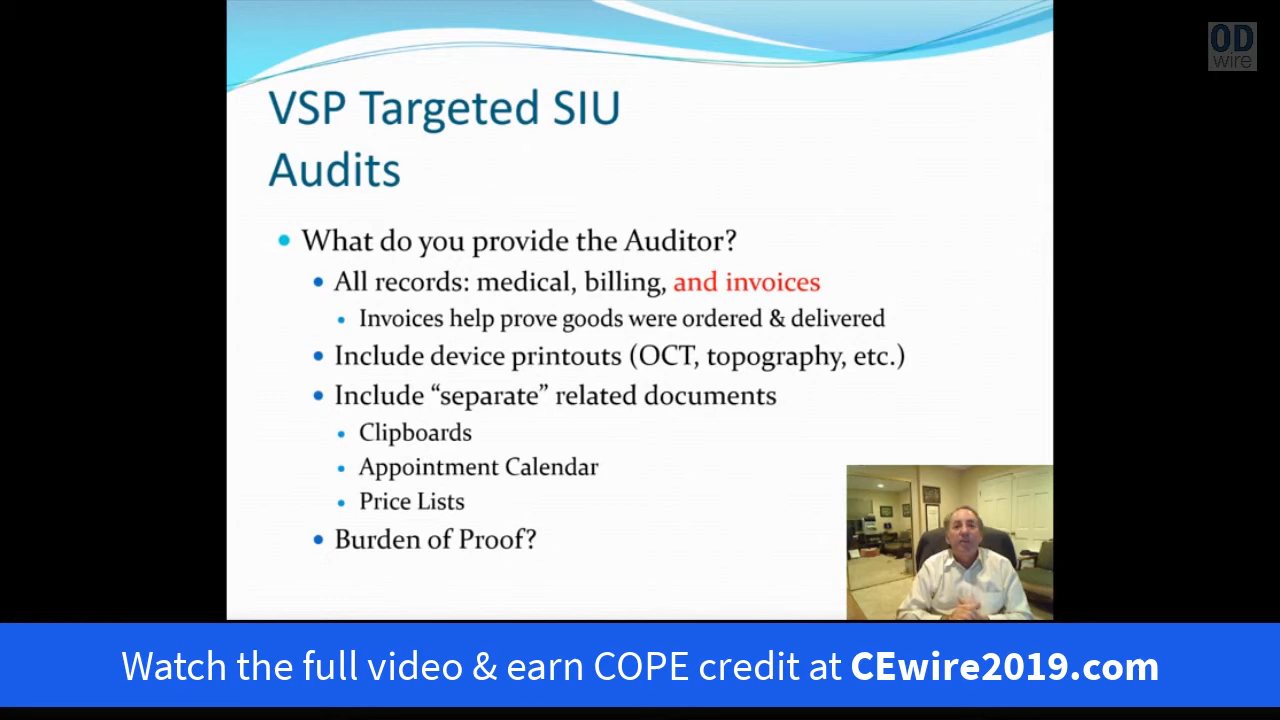 OD
wire
VSP Targeted SIU
Audits
What do you provide the Auditor?
All records: medical, billing, and invoices
Invoices help prove goods were ordered & delivered
Include device printouts (OCT, topography, etc.)
Include “separate” related documents
Clipboards
Appointment Calendar
Price Lists
Burden of Proof?
Watch the full video & earn COPE credit at CEwire2019.com